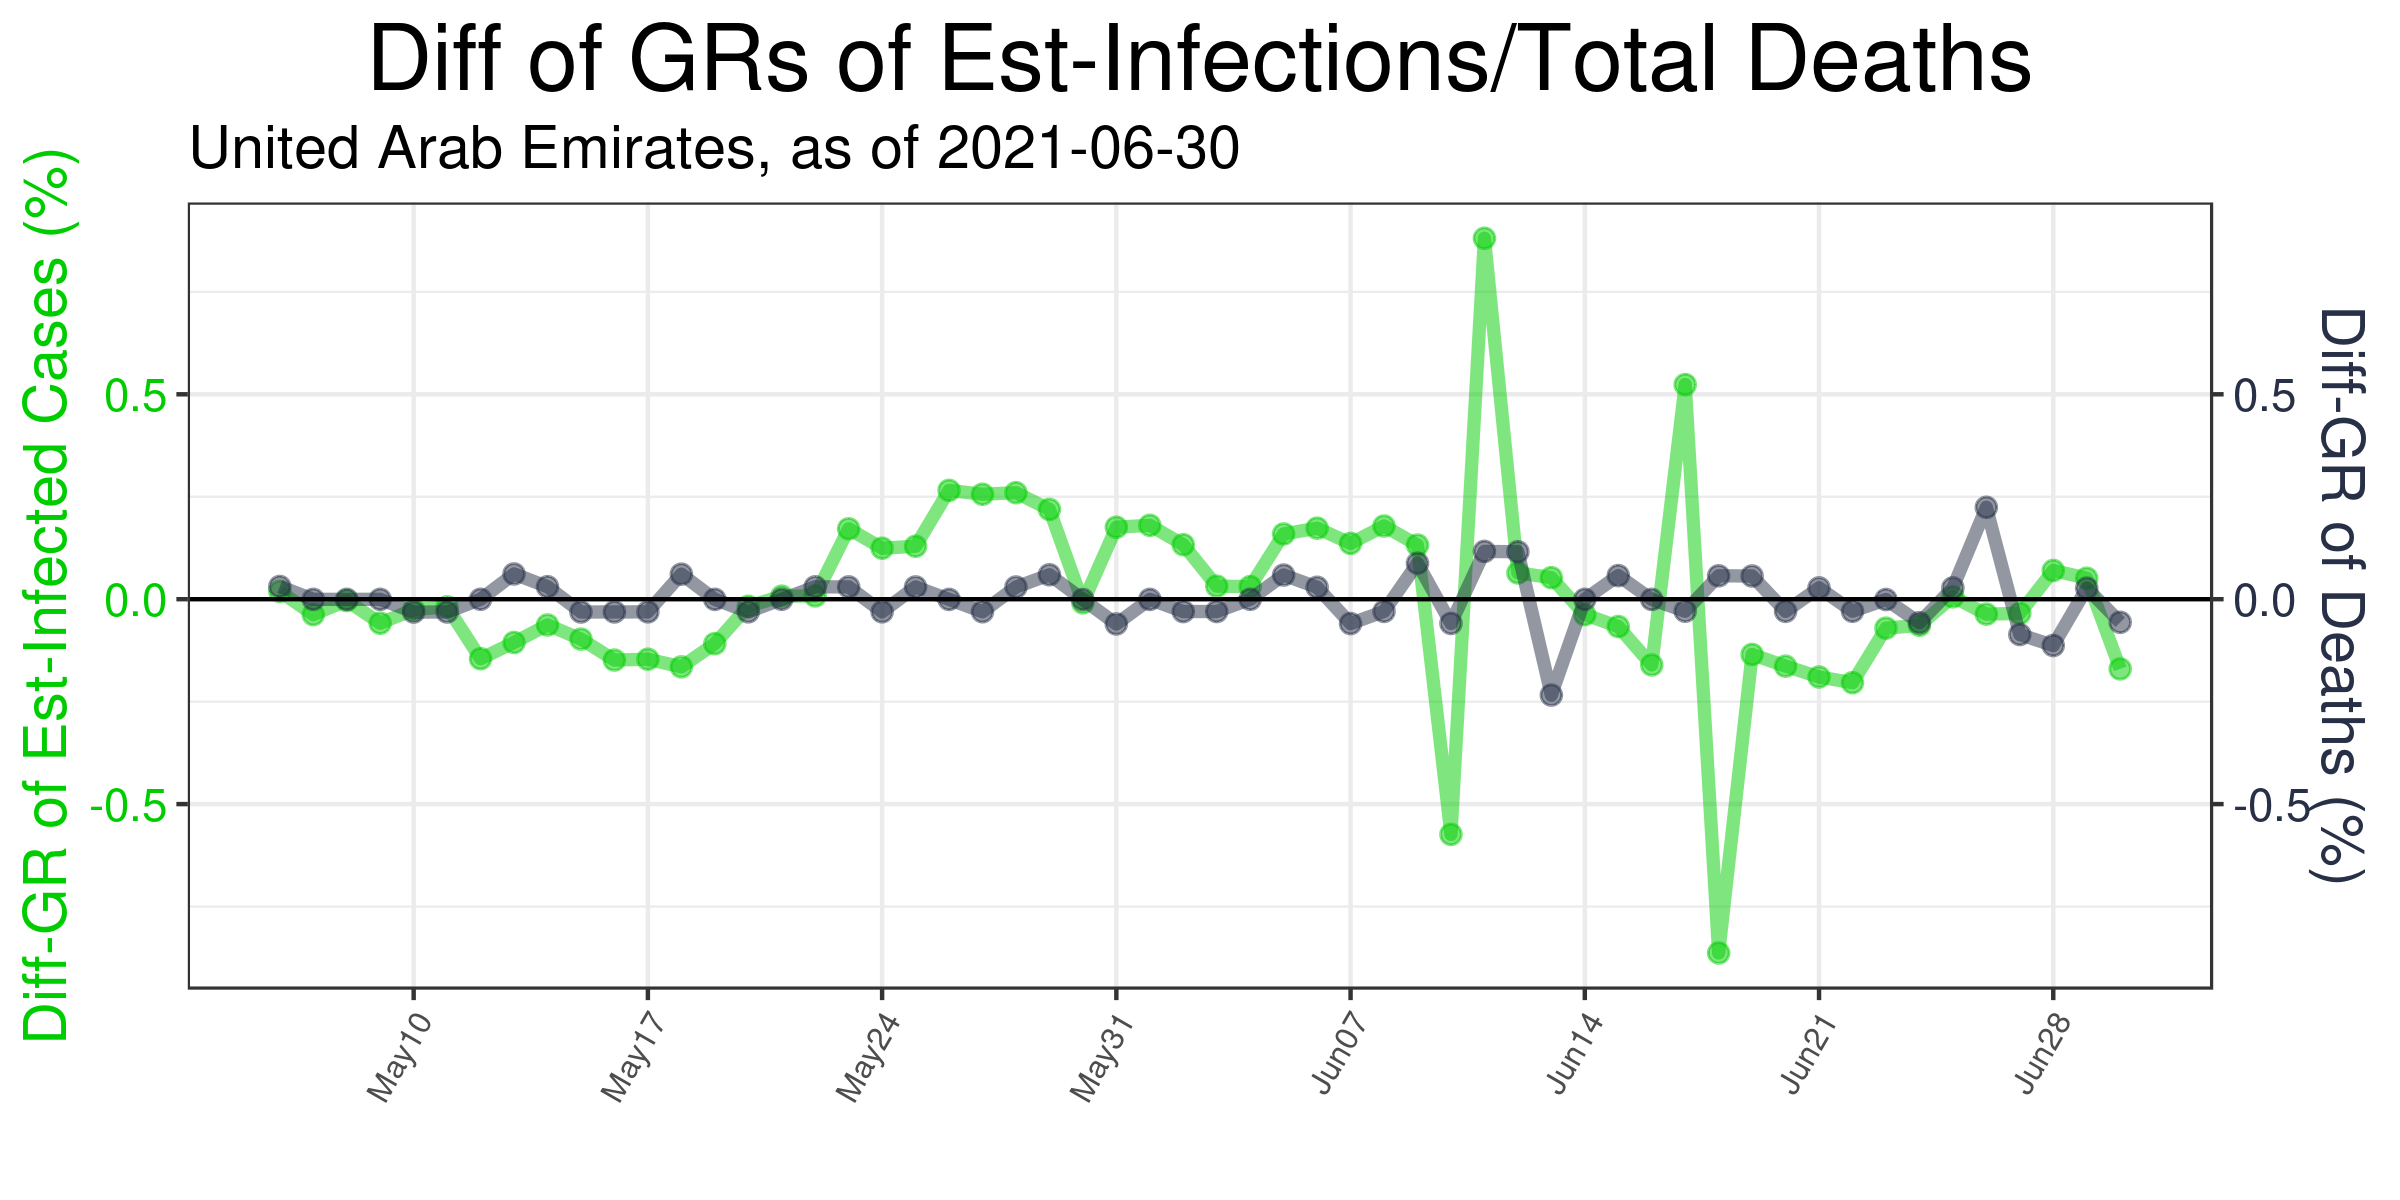 Diff of GRs of Est-Infections/Total Deaths
United Arab Emirates, as of 2021-06-30
Diff-GR of Est-Infected Cases (%)
0.5
0.0
-0.5
0.5
0.0
-0.5
Diff-GR of Deaths (%)
May10
May17
May24
May31
Jun07
Jun14
Jun21
Jun28